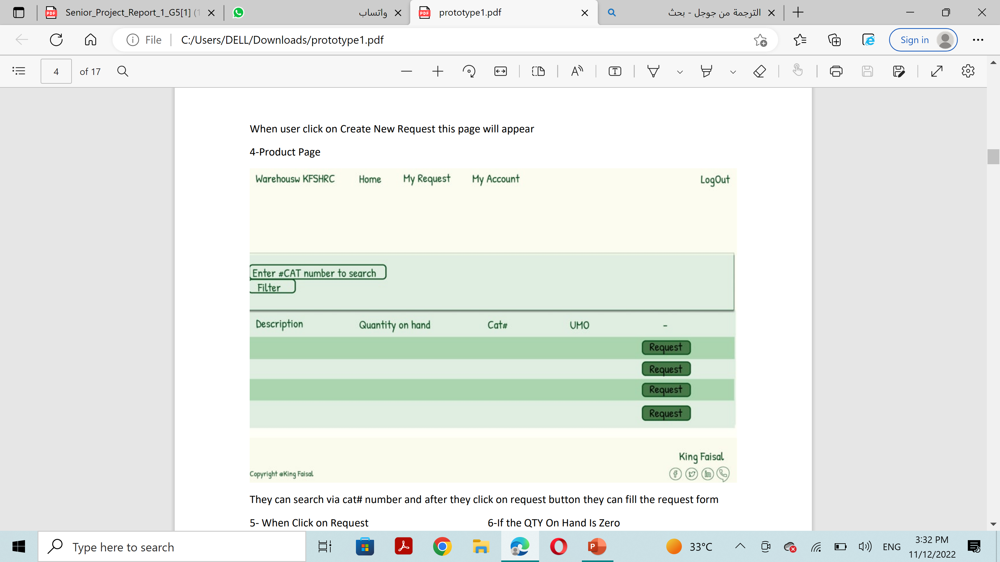 Senior_Project_Report_1_G5[1] (1
واتساب
prototype1.pdf
الترجمة من جوجل - بحث
File
C:/Users/DELL/Downloads/prototype1.pdf
Sign in
4 of 17
When user click on Create New Request this page will appear
4-Product Page
Warehousw KFSHRC Home My Request My Account LogOut
Enter #CAT number to search
Filter
Description Quantity on hand Cat# UMO -
Request
Request
Request
Request
King Faisal
Copyright @King Faisal
They can search via cat# number and after they click on request button they can fill the request form
5- When Click on Request 6-If the QTY On Hand Is Zero
Type here to search
33°C
ENG
3:32 PM
11/12/2022